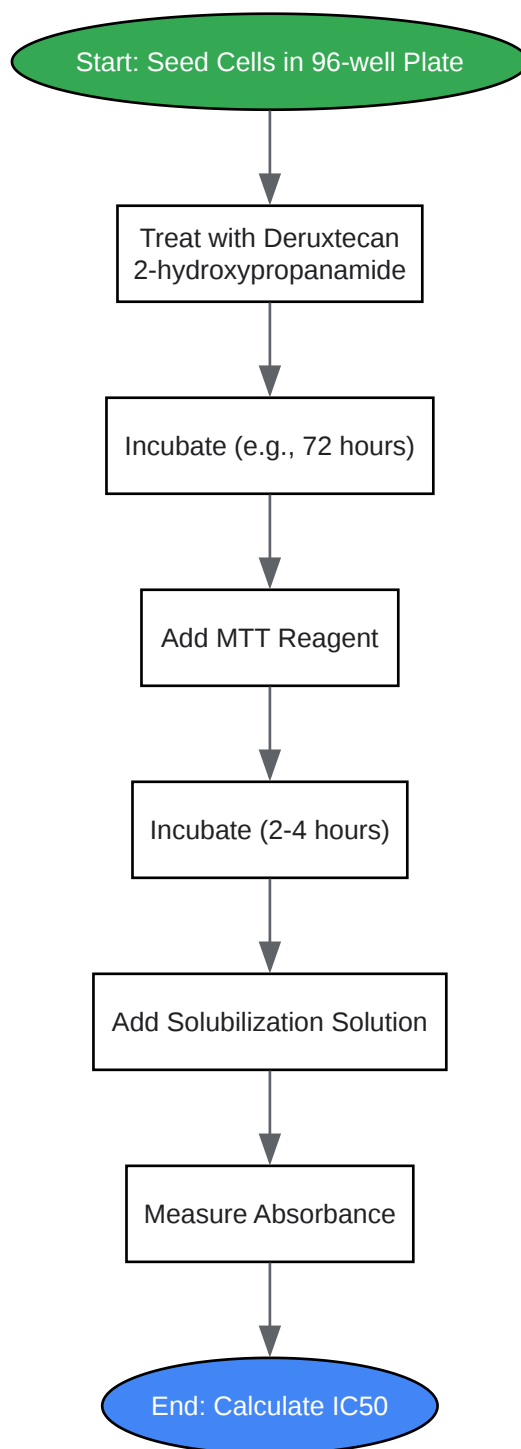 Start: Seed Cells in 96-well Plate
Treat with Deruxtecan
2-hydroxypropanamide
Incubate (e.g., 72 hours)
Add MTT Reagent
Incubate (2-4 hours)
Add Solubilization Solution
Measure Absorbance
End: Calculate IC50